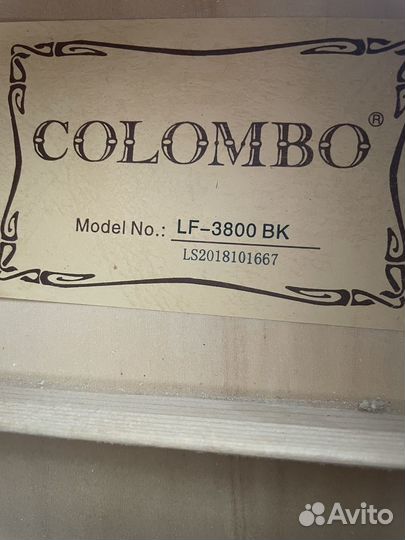 COLOMBO®
Model No.: LF-3800 BK
LS2018101667
Avito